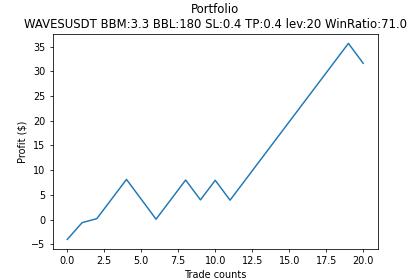 Portfolio
WAVESUSDT BBM:3.3 BBL:180 SL:0.4 TP:0.4 lev:20 WinRatio:71.0
35
30
25
20
15
10
5
0
−5
Profit ($)
0.0 2.5 5.0 7.5 10.0 12.5 15.0 17.5 20.0
Trade counts